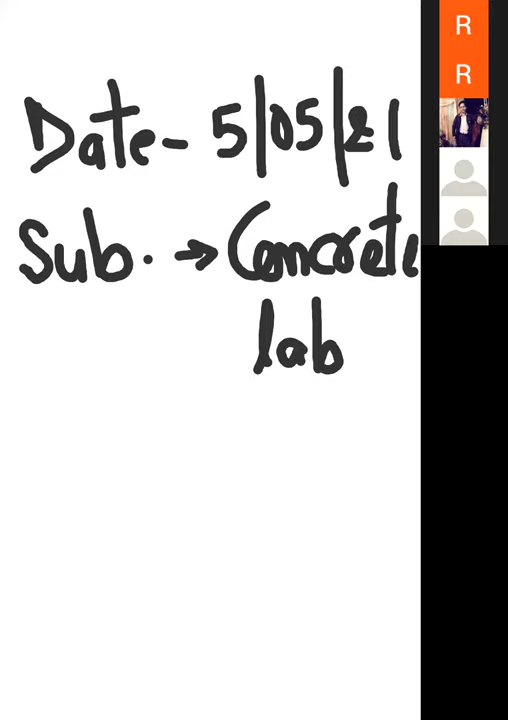 Date- 5/05/21
Sub. → Concrete
lab
R
R